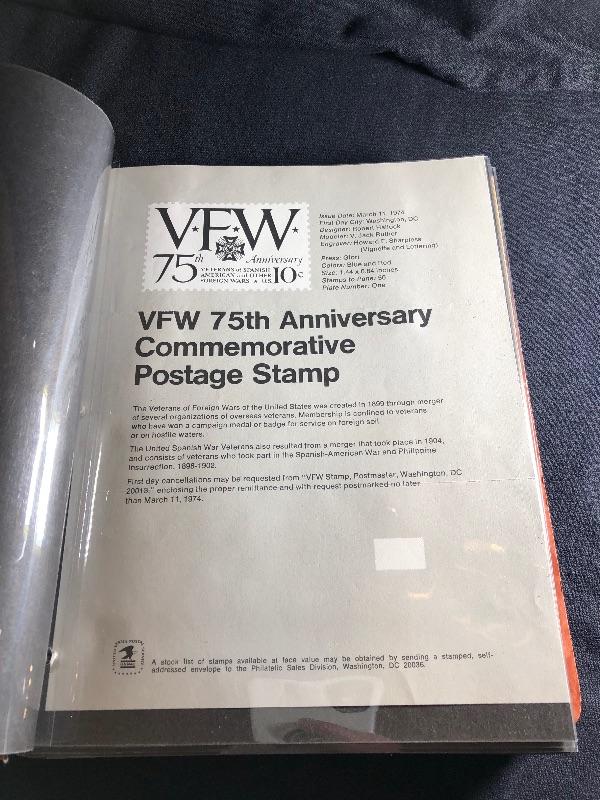 VFW
75th Anniversary
VETERANS of SPANISH
AMERICAN and OTHER
FOREIGN WARS ★ U.S. 10c
Issue Date: March 11, 1974
First Day City: Washington, DC
Designer: Robert Hallock
Modeler: V. Jack Ruther
Engraver: Howard F. Sharpless
(Vignette and Lettering)
Press: Giori
Colors: Blue and Red
Size: 1.44 x 0.84 inches
Stamps to Pane: 50
Plate Number: One
VFW 75th Anniversary
Commemorative
Postage Stamp
The Veterans of Foreign Wars of the United States was created in 1899 through merger
of several organizations of overseas veterans. Membership is confined to veterans
who have won a campaign medal or badge for service on foreign soil
or on hostile waters.
The United Spanish War Veterans also resulted from a merger that took place in 1904,
and consists of veterans who took part in the Spanish-American War and Philippine
Insurrection, 1898-1902.
First day cancellations may be requested from "VFW Stamp, Postmaster, Washington, DC
20013," enclosing the proper remittance and with request postmarked no later
than March 11, 1974.
A stock list of stamps available at face value may be obtained by sending a stamped, self-
addressed envelope to the Philatelic Sales Division, Washington, DC 20036.